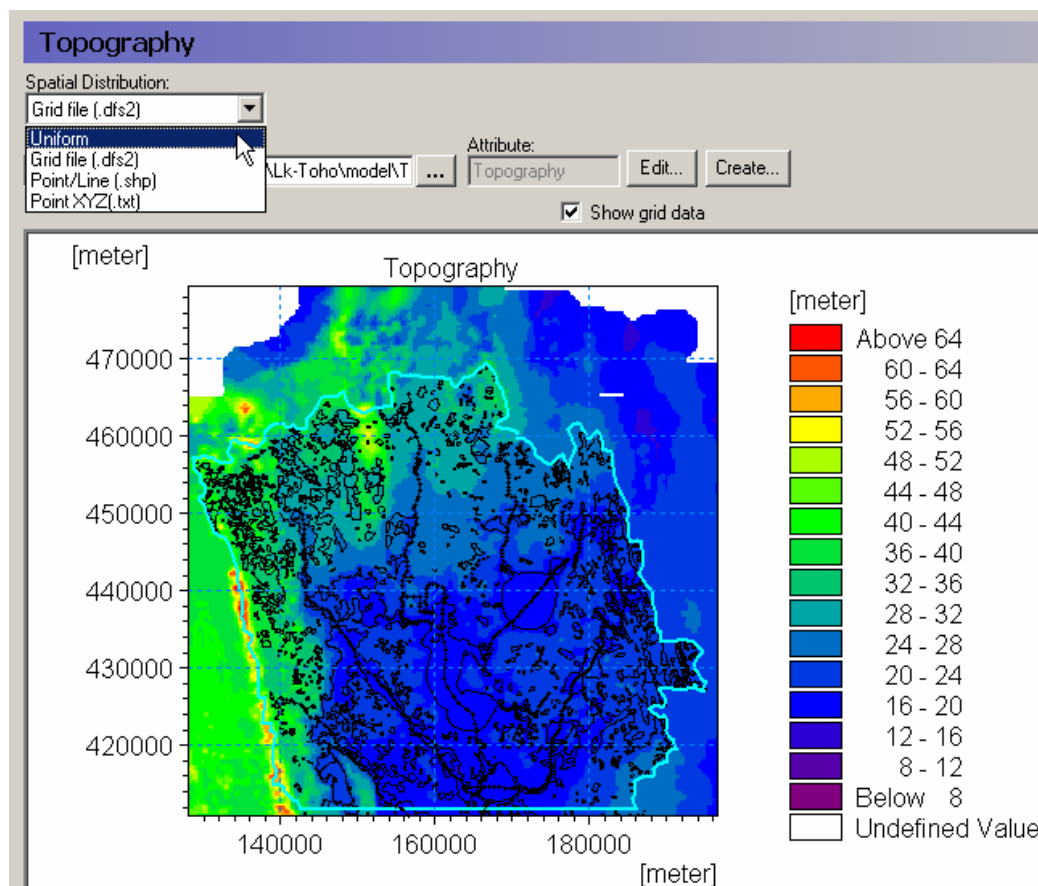 Topography
Spatial Distribution:
Grid file (.dfs2)
Uniform
Grid file (.dfs2)
Point/Line (.shp)
Point XYZ(.txt)
\Lk-Toho\model\T
...
Attribute:
Topography
Edit...
Create...
Show grid data
[meter]
Topography
470000
460000
450000
440000
430000
420000
140000 160000 180000
[meter]
[meter]
Above 64
60 - 64
56 - 60
52 - 56
48 - 52
44 - 48
40 - 44
36 - 40
32 - 36
28 - 32
24 - 28
20 - 24
16 - 20
12 - 16
8 - 12
Below 8
Undefined Value